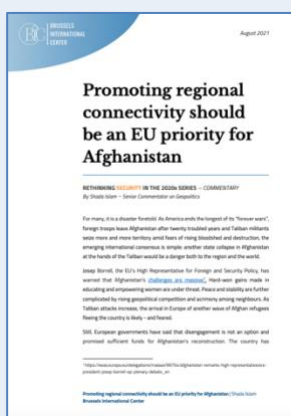 BIC
BRUSSELS
INTERNATIONAL
CENTER
August 2021
Promoting regional
connectivity should
be an EU priority for
Afghanistan
RETHINKING SECURITY IN THE 2020s SERIES – COMMENTARY
By Shada Islam – Senior Commentator on Geopolitics
For many, it is a disaster foretold. As America ends the longest of its "forever wars",
foreign troops leave Afghanistan after twenty troubled years and Taliban militants
seize more and more territory amid fears of rising bloodshed and destruction, the
emerging international consensus is simple: another state collapse in Afghanistan
at the hands of the Taliban would be a danger both to the region and the world.
Josep Borrell, the EU's High Representative for Foreign and Security Policy, has
warned that Afghanistan's challenges are massive¹. Hard-won gains made in
educating and empowering women are under threat. Peace and stability are further
complicated by rising geopolitical competition and acrimony among neighbours. As
Taliban attacks increase, the arrival in Europe of another wave of Afghan refugees
fleeing the country is likely – and feared.
Still, European governments have said that disengagement is not an option and
promised sufficient funds for Afghanistan's reconstruction. The country has
Promoting regional connectivity should be an EU priority for Afghanistan | Shada Islam
Brussels International Center